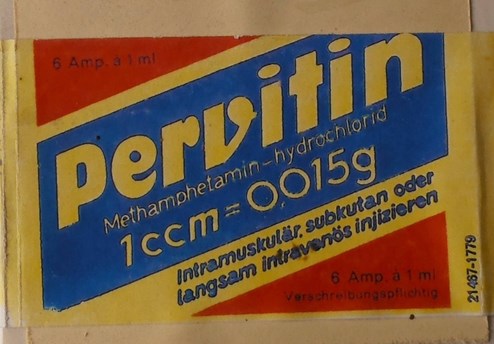 6 Amp. à 1 ml
Pervitin
Methamphetamin-hydrochlorid
1ccm = 0,015g
Intramuskulär, subkutan oder
langsam intravenös injizieren
6 Amp. à 1 ml
Verschreibungspflichtig
21487-1779